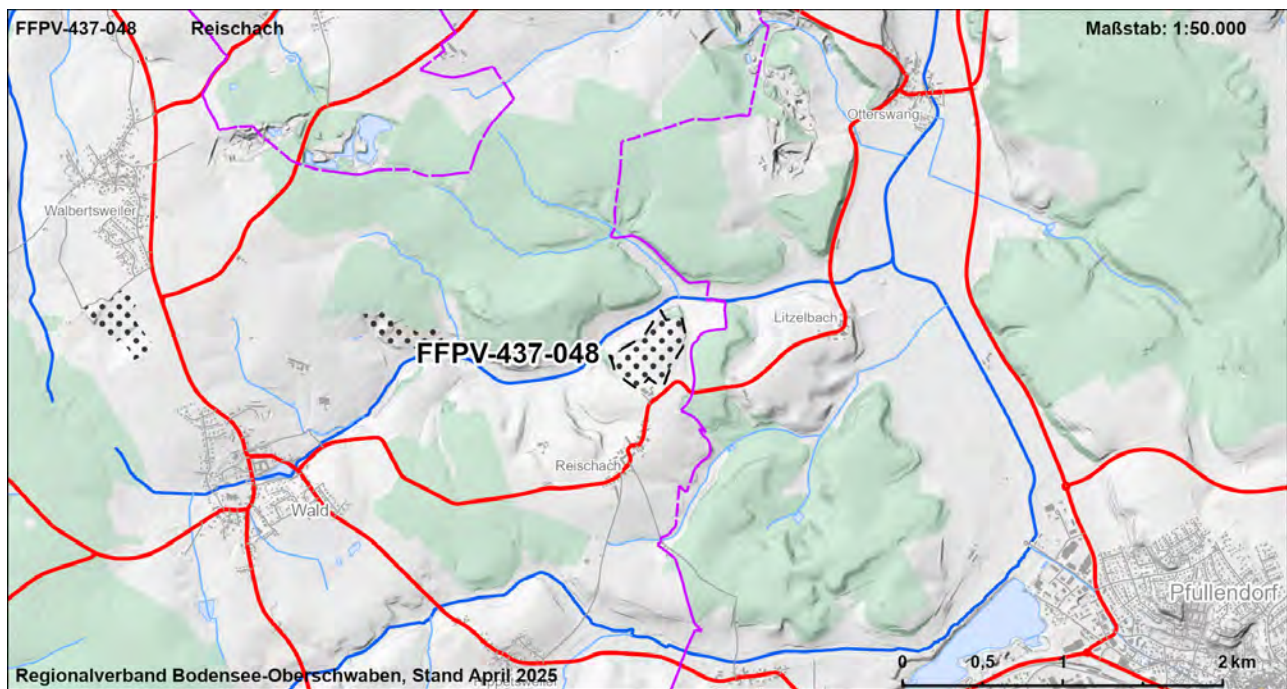 FFPV-437-048 Reischach Maßstab: 1:50.000
Otterswang
Walbertsweiler
Litzelbach
FFPV-437-048
Reischach
Wald
Pfullendorf
Regionalverband Bodensee-Oberschwaben, Stand April 2025
0 0,5 1 2 km